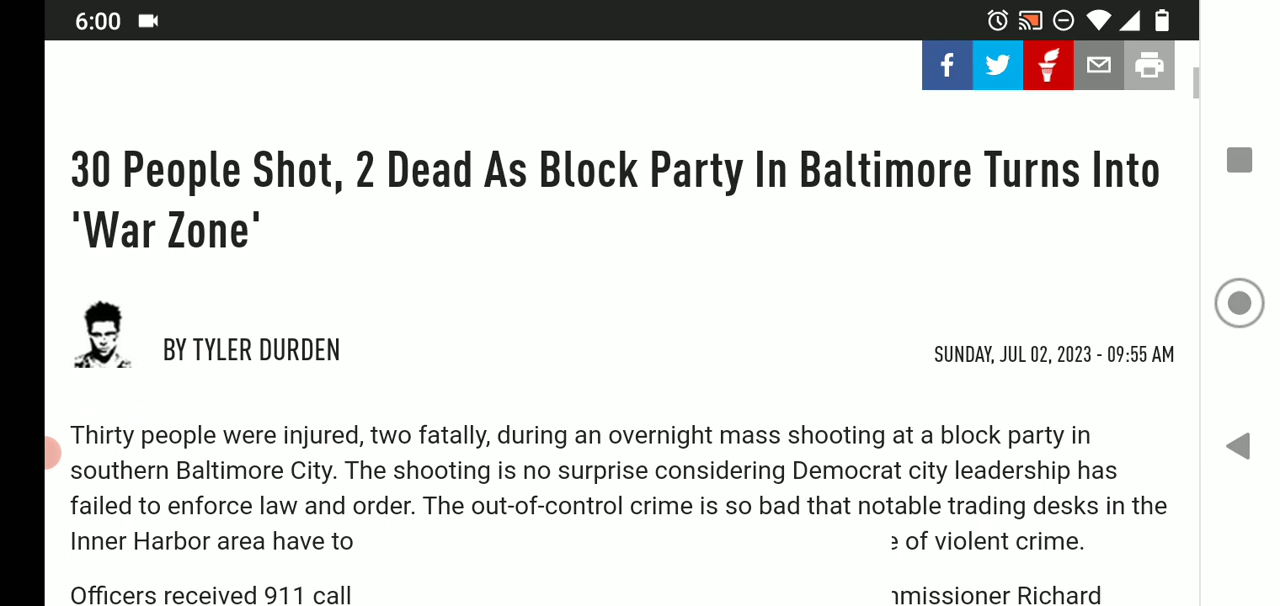 6:00
30 People Shot, 2 Dead As Block Party In Baltimore Turns Into
'War Zone'
BY TYLER DURDEN
SUNDAY, JUL 02, 2023 - 09:55 AM
Thirty people were injured, two fatally, during an overnight mass shooting at a block party in
southern Baltimore City. The shooting is no surprise considering Democrat city leadership has
failed to enforce law and order. The out-of-control crime is so bad that notable trading desks in the
Inner Harbor area have to of violent crime.
Officers received 911 call Richard